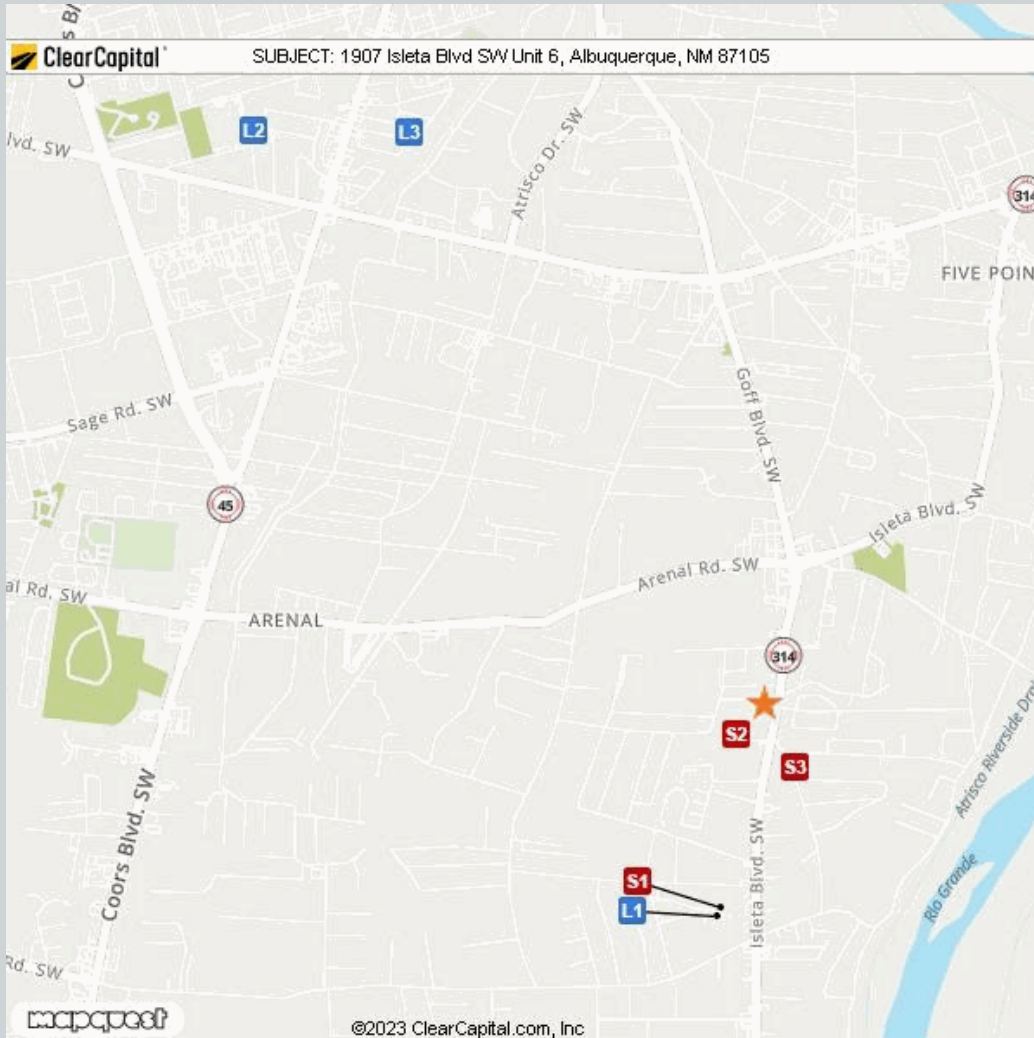 ClearCapital
SUBJECT: 1907 Isleta Blvd SW Unit 6, Albuquerque, NM 87105
L2
L3
lvd. SW
Atrisco Dr. SW
314
FIVE POIN
Goff Blvd. SW
Sage Rd. SW
45
Isleta Blvd. SW
Arenal Rd. SW
al Rd. SW
ARENAL
314
S2
S3
Atrisco Riverside Dr
Coors Blvd. SW
Isleta Blvd. SW
S1
L1
Rio Grande
Rd. SW
mapquest
©2023 ClearCapital.com, Inc